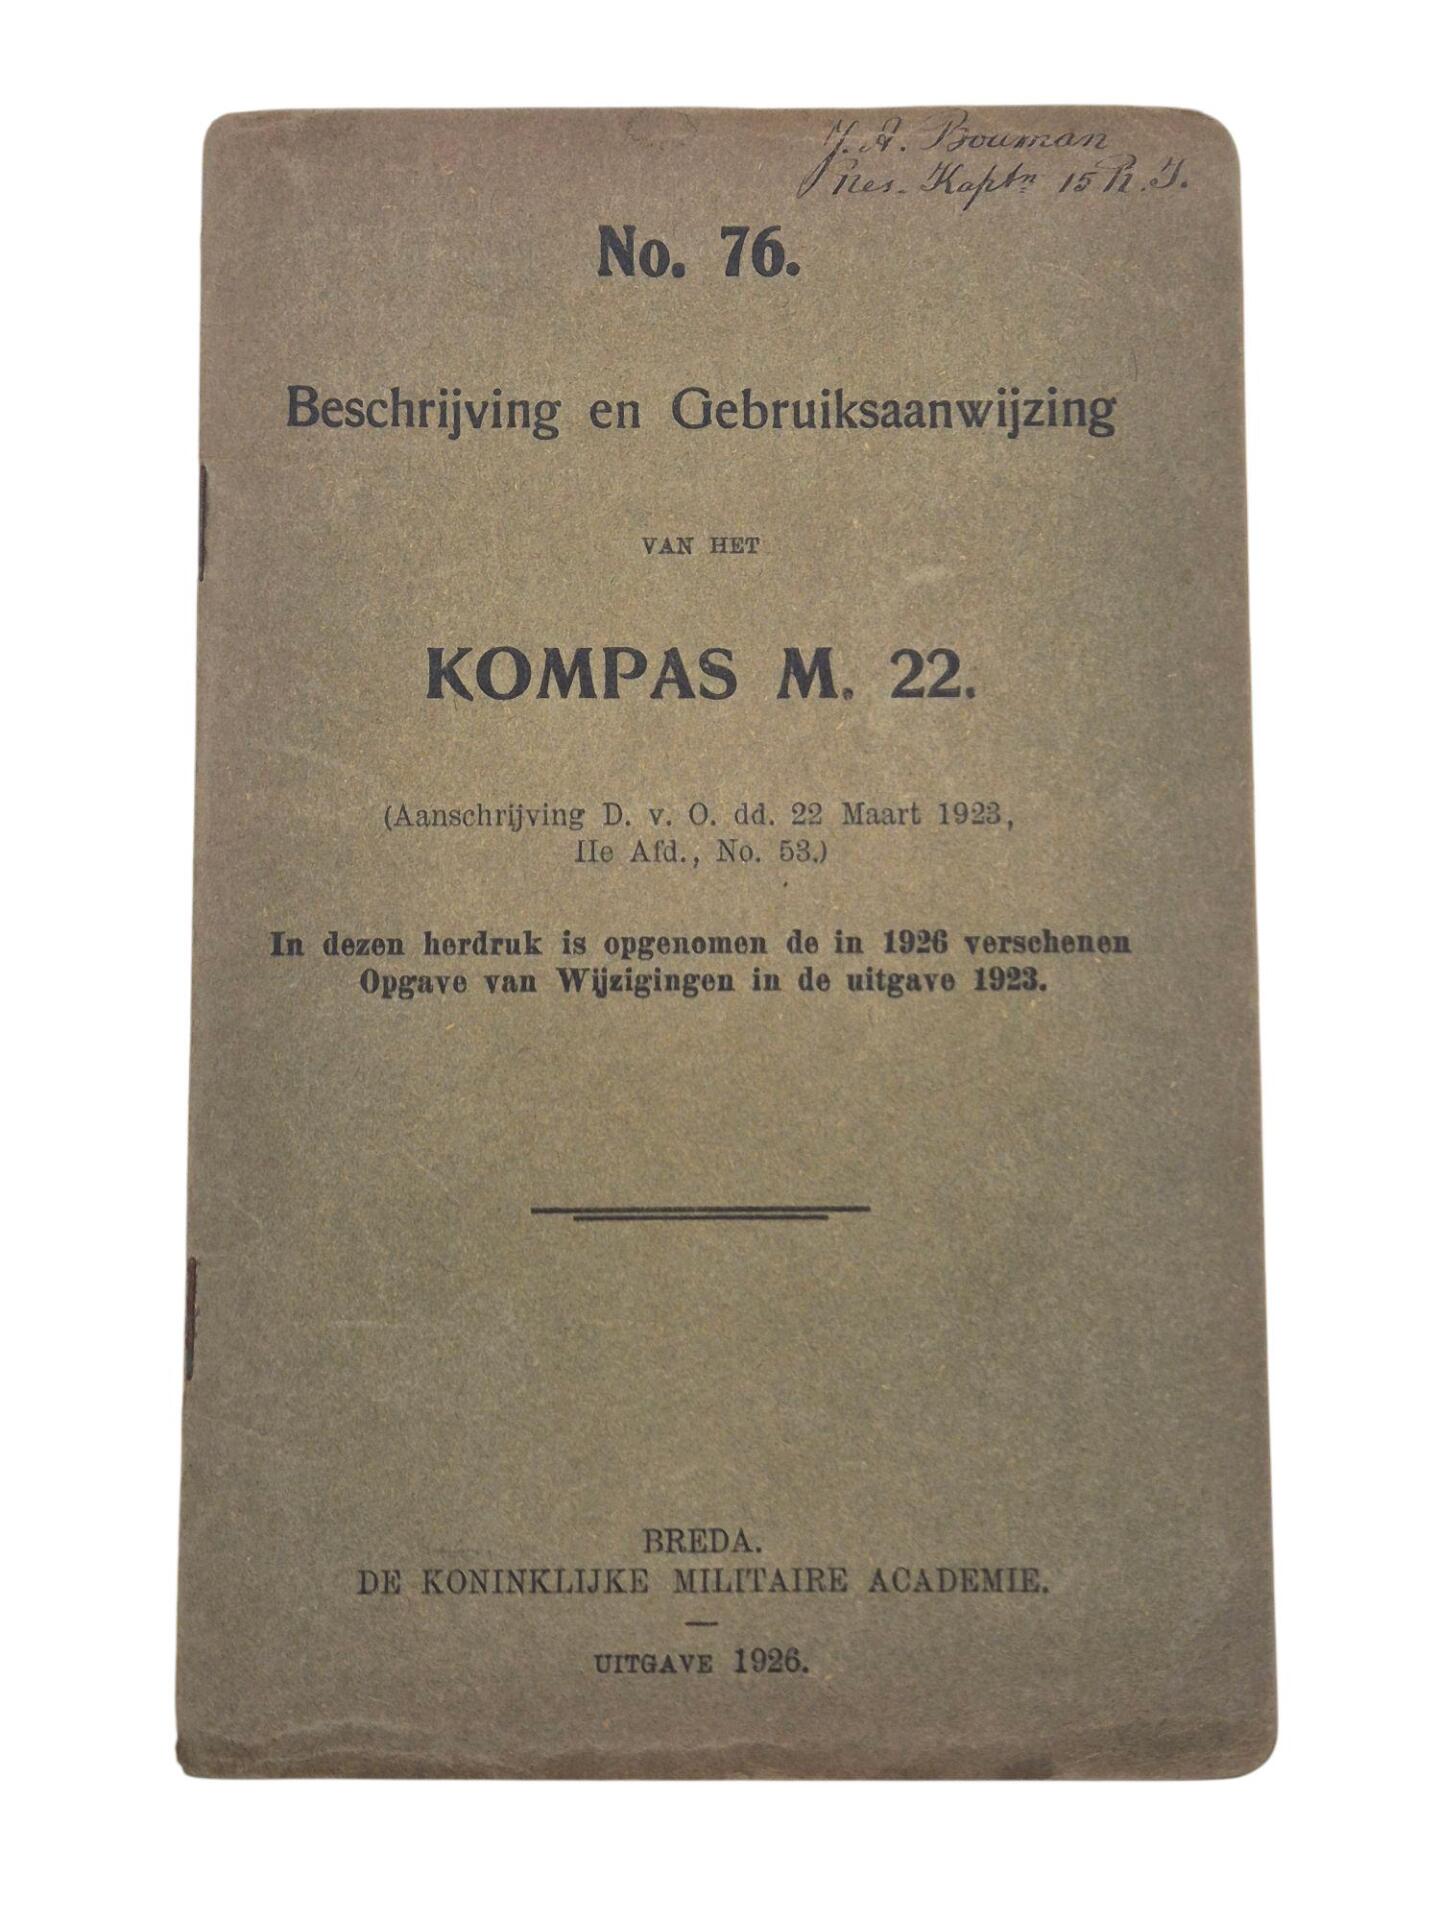 J. A. Bouman
Res. Kaptn 15 R. I.
No. 76.
Beschrijving en Gebruiksaanwijzing
VAN HET
KOMPAS M. 22.
(Aanschrijving D. v. O. dd. 22 Maart 1923,
IIe Afd., No. 53.)
In dezen herdruk is opgenomen de in 1926 verschenen
Opgave van Wijzigingen in de uitgave 1923.
BREDA.
DE KONINKLIJKE MILITAIRE ACADEMIE.
UITGAVE 1926.